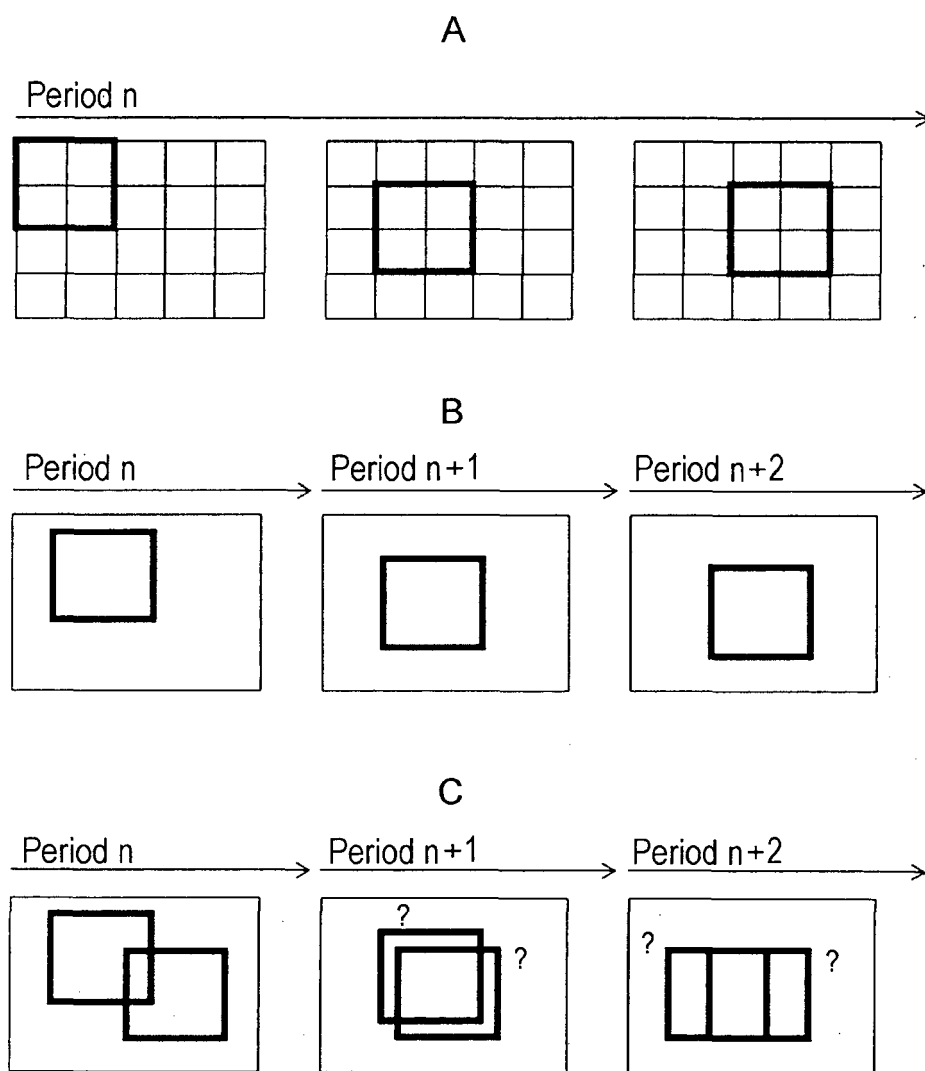 A
Period n
B
Period n Period n+1 Period n+2
C
Period n Period n+1 Period n+2
? ? ? ?